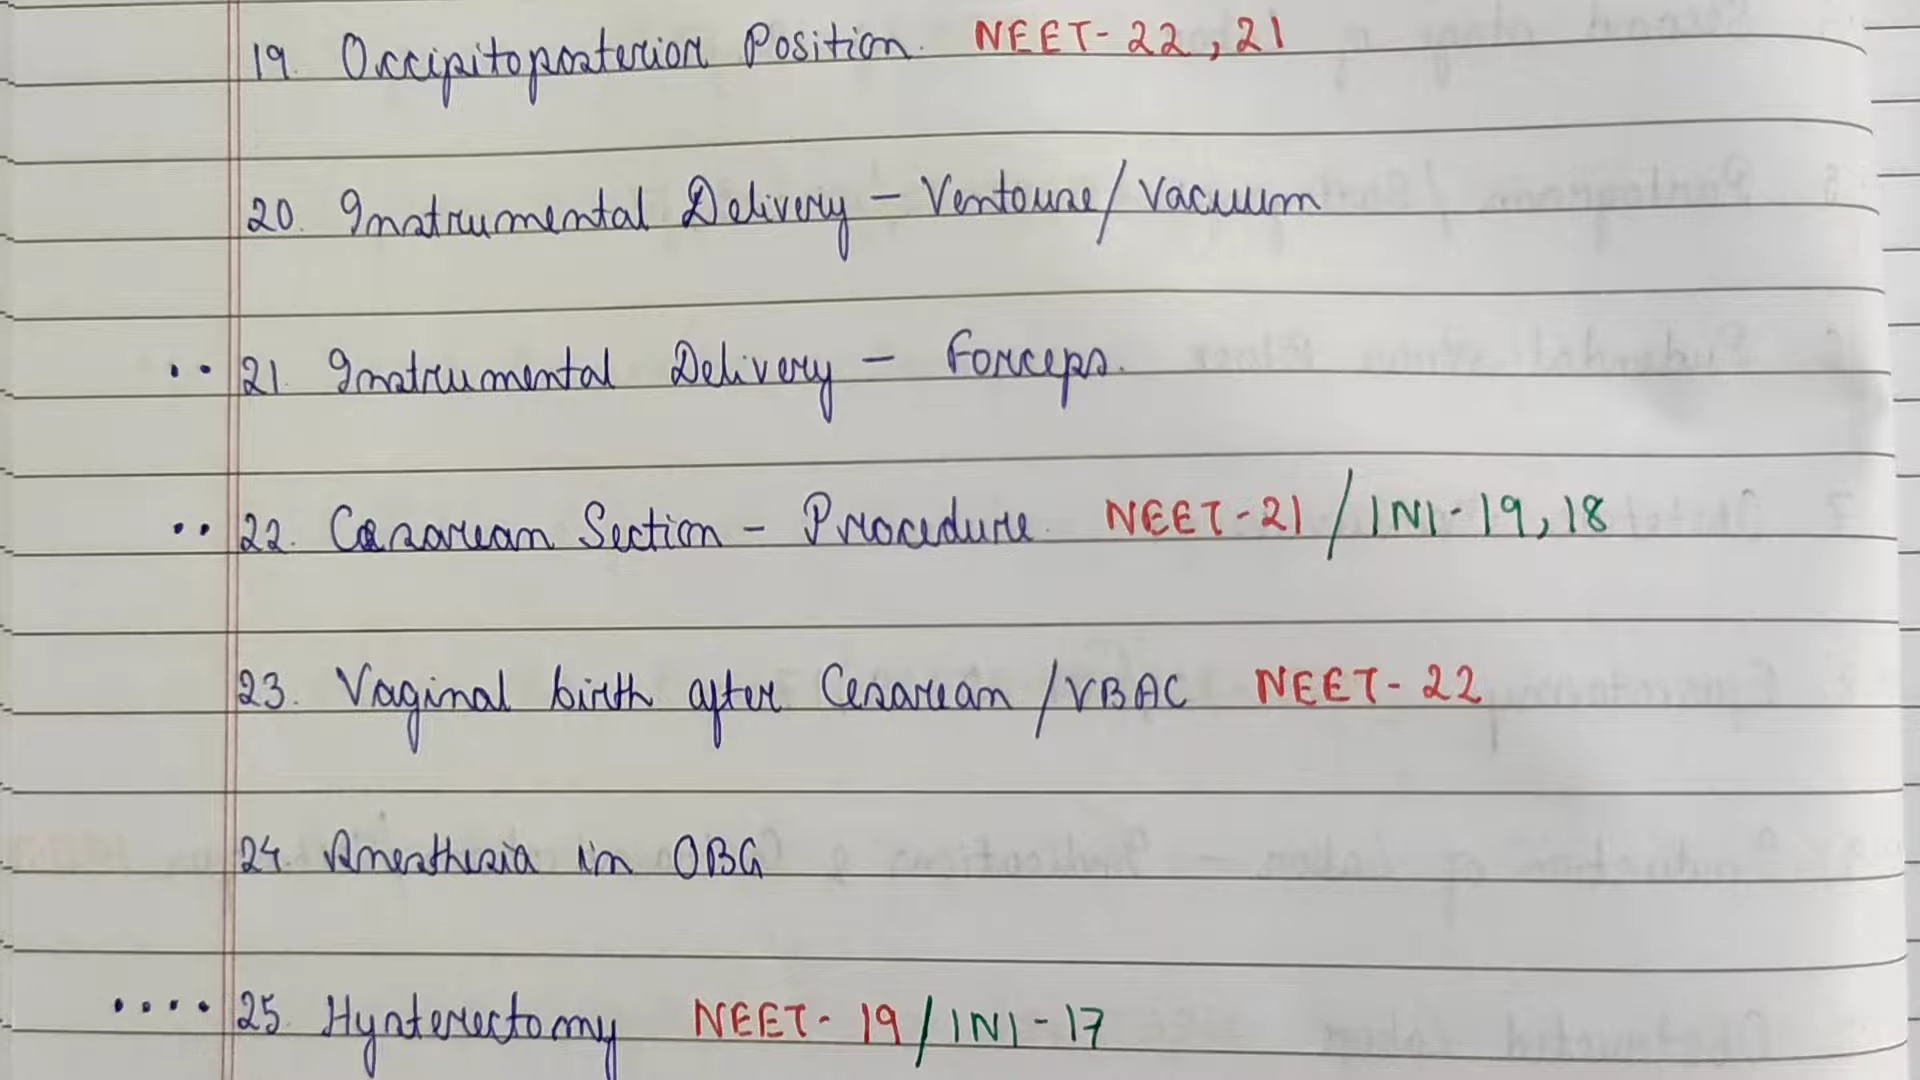 19. Occipitoposterior Position. NEET-22,21
20. Instrumental Delivery - Ventouse/Vacuum
•• 21. Instrumental Delivery - Forceps.
•• 22. Cesarean Section - Procedure. NEET-21/INI-19,18
23. Vaginal birth after Cesarean /VBAC NEET-22
24. Anesthesia in OBG
•••• 25. Hysterectomy NEET-19/INI-17